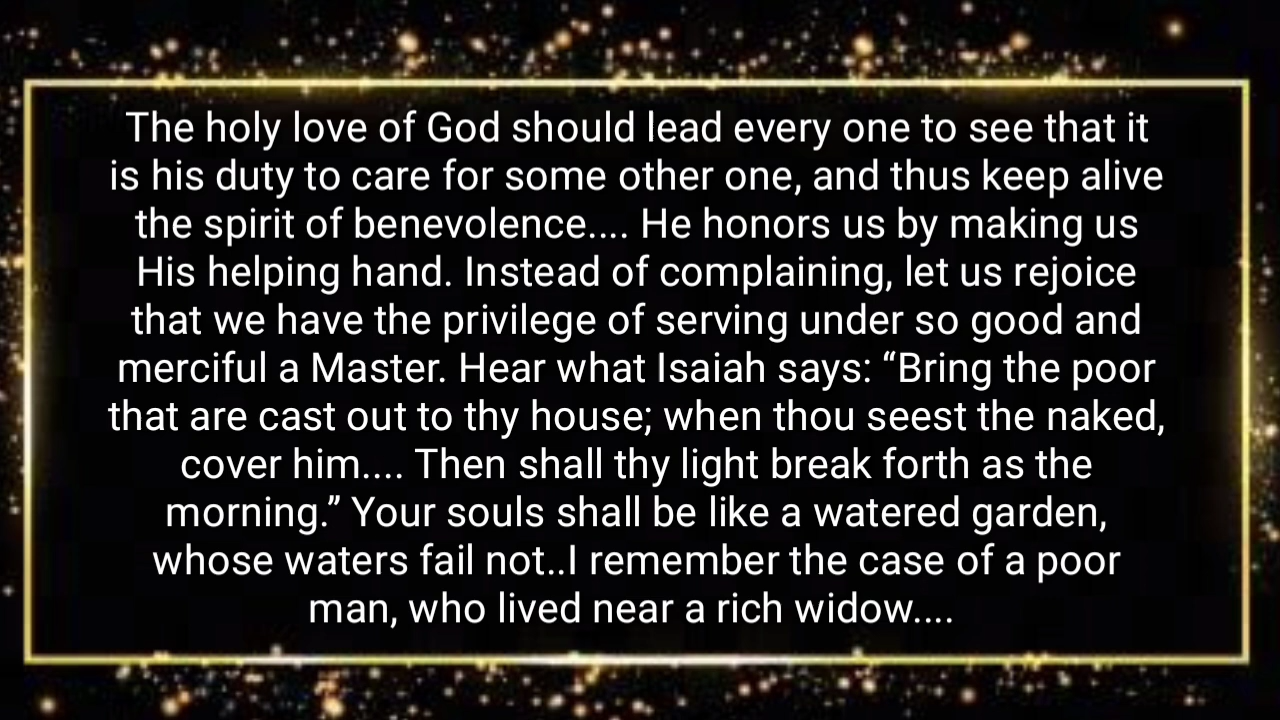 The holy love of God should lead every one to see that it
is his duty to care for some other one, and thus keep alive
the spirit of benevolence.... He honors us by making us
His helping hand. Instead of complaining, let us rejoice
that we have the privilege of serving under so good and
merciful a Master. Hear what Isaiah says: “Bring the poor
that are cast out to thy house; when thou seest the naked,
cover him.... Then shall thy light break forth as the
morning.” Your souls shall be like a watered garden,
whose waters fail not..I remember the case of a poor
man, who lived near a rich widow....